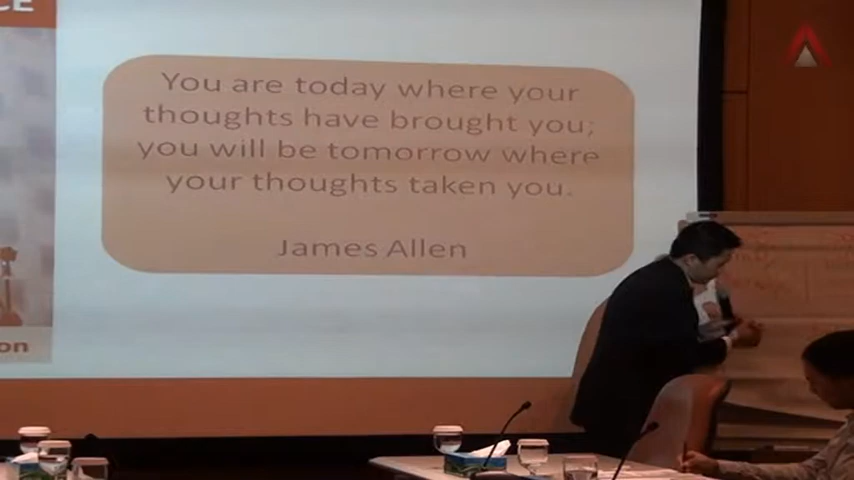 CE
You are today where your
thoughts have brought you;
you will be tomorrow where
your thoughts taken you.
James Allen
on